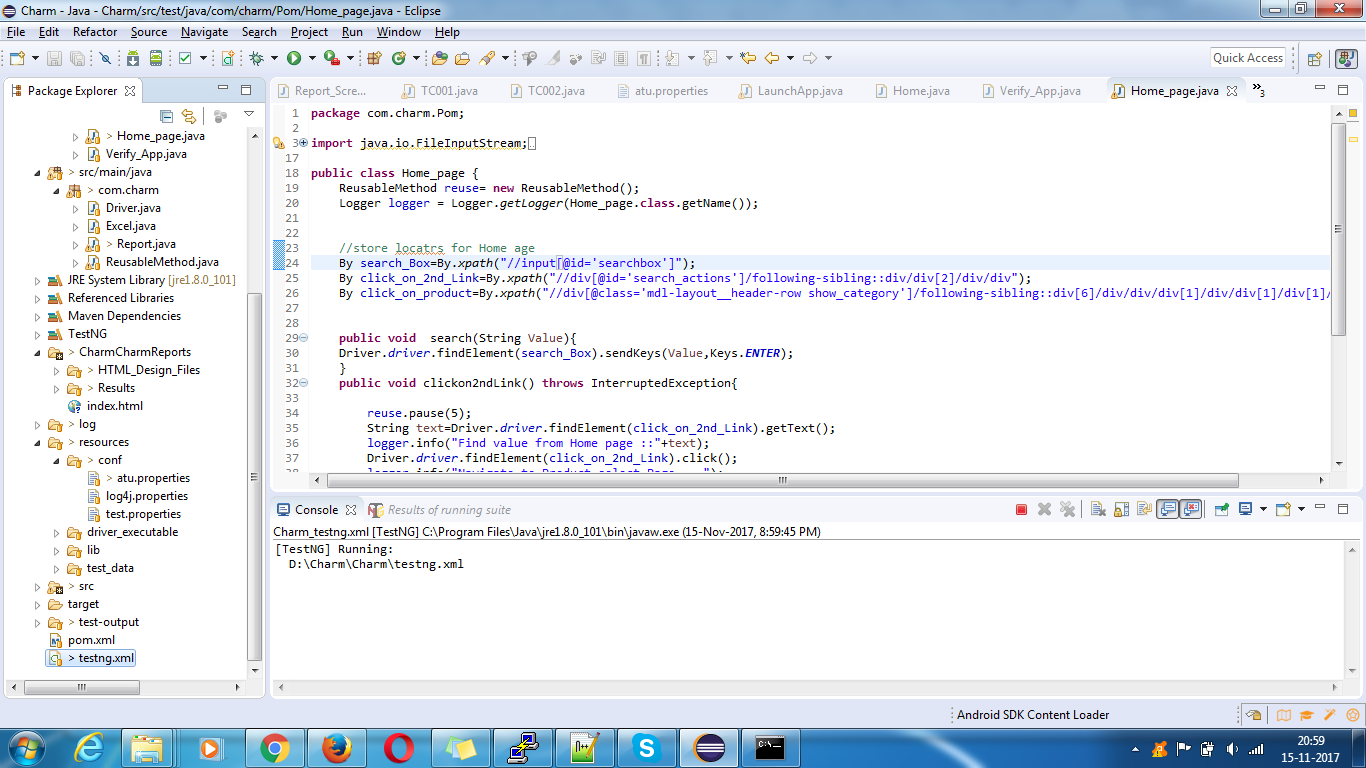 Charm - Java - Charm/src/test/java/com/charm/Pom/Home_page.java - Eclipse
File Edit Refactor Source Navigate Search Project Run Window Help
Quick Access
Package Explorer
> Home_page.java
Verify_App.java
> src/main/java
> com.charm
Driver.java
Excel.java
> Report.java
ReusableMethod.java
JRE System Library [jre1.8.0_101]
Referenced Libraries
Maven Dependencies
TestNG
> CharmCharmReports
> HTML_Design_Files
> Results
index.html
> log
> resources
> conf
> atu.properties
log4j.properties
test.properties
driver_executable
> lib
test_data
> src
target
> test-output
pom.xml
> testng.xml
Report_Scre... TC001.java TC002.java atu.properties LaunchApp.java Home.java Verify_App.java Home_page.java »3
1 package com.charm.Pom;
2
3 import java.io.FileInputStream;
17
18 public class Home_page {
19 ReusableMethod reuse= new ReusableMethod();
20 Logger logger = Logger.getLogger(Home_page.class.getName());
21
22
23 //store locatrs for Home age
24 By search_Box=By.xpath("//input[@id='searchbox']");
25 By click_on_2nd_Link=By.xpath("//div[@id='search_actions']/following-sibling::div/div[2]/div/div");
26 By click_on_product=By.xpath("//div[@class='mdl-layout__header-row show_category']/following-sibling::div[6]/div/div/div[1]/div/div[1]/div[1]/
27
28
29 public void search(String Value){
30 Driver.driver.findElement(search_Box).sendKeys(Value,Keys.ENTER);
31 }
32 public void clickon2ndLink() throws InterruptedException{
33
34 reuse.pause(5);
35 String text=Driver.driver.findElement(click_on_2nd_Link).getText();
36 logger.info("Find value from Home page ::"+text);
37 Driver.driver.findElement(click_on_2nd_Link).click();
Console Results of running suite
Charm_testng.xml [TestNG] C:\Program Files\Java\jre1.8.0_101\bin\javaw.exe (15-Nov-2017, 8:59:45 PM)
[TestNG] Running:
D:\Charm\Charm\testng.xml
Android SDK Content Loader
20:59
15-11-2017